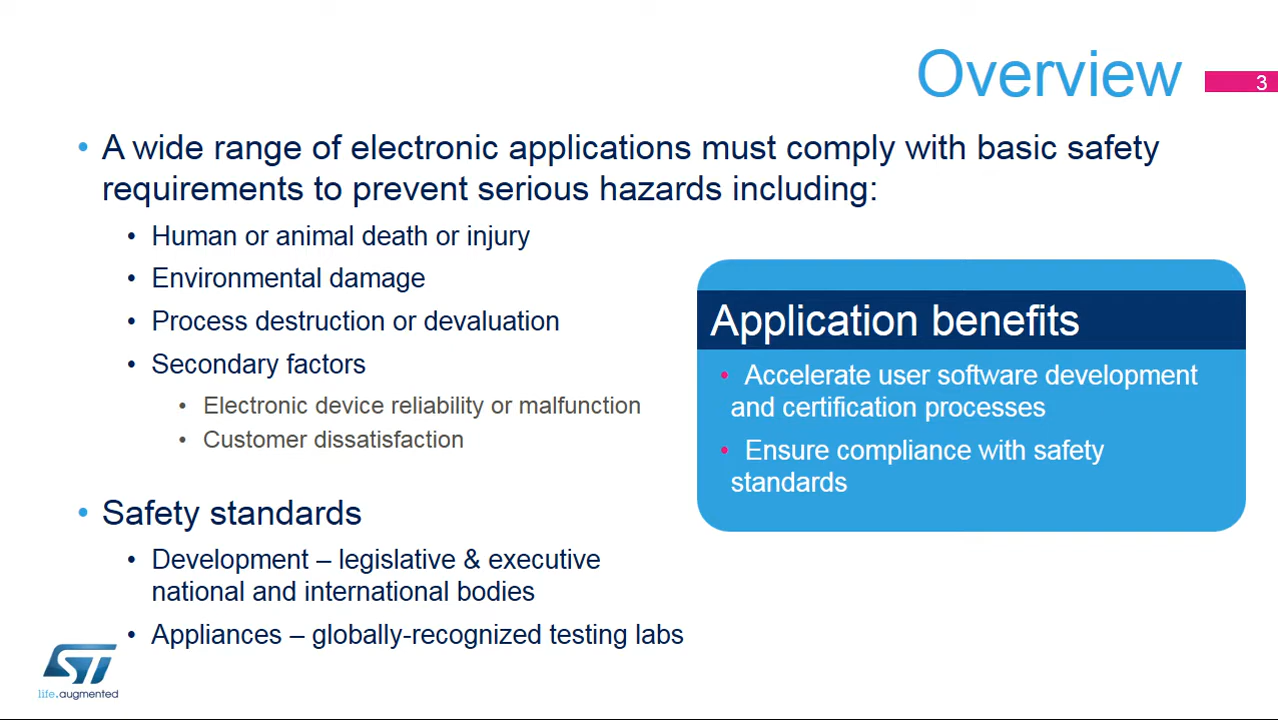 Overview
3
• A wide range of electronic applications must comply with basic safety
requirements to prevent serious hazards including:
• Human or animal death or injury
• Environmental damage
• Process destruction or devaluation
• Secondary factors
• Electronic device reliability or malfunction
• Customer dissatisfaction
Application benefits
• Accelerate user software development
and certification processes
• Ensure compliance with safety
standards
• Safety standards
• Development – legislative & executive
national and international bodies
• Appliances – globally-recognized testing labs
ST
life.augmented